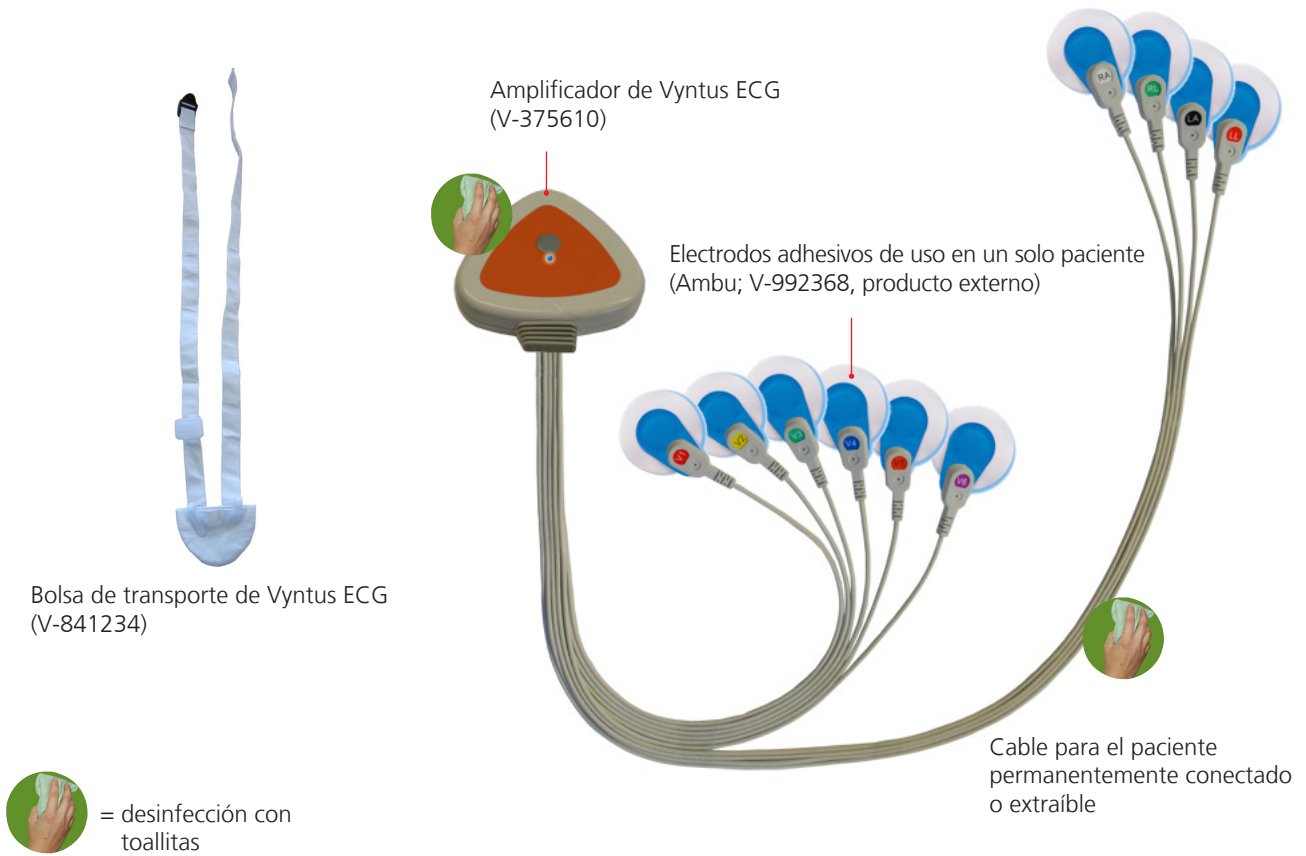 Amplificador de Vyntus ECG
(V-375610)
RA
RL
LA
LL
Electrodos adhesivos de uso en un solo paciente
(Ambu; V-992368, producto externo)
V1
V2
V3
V4
V5
V6
Bolsa de transporte de Vyntus ECG
(V-841234)
Cable para el paciente
permanentemente conectado
o extraíble
= desinfección con
toallitas